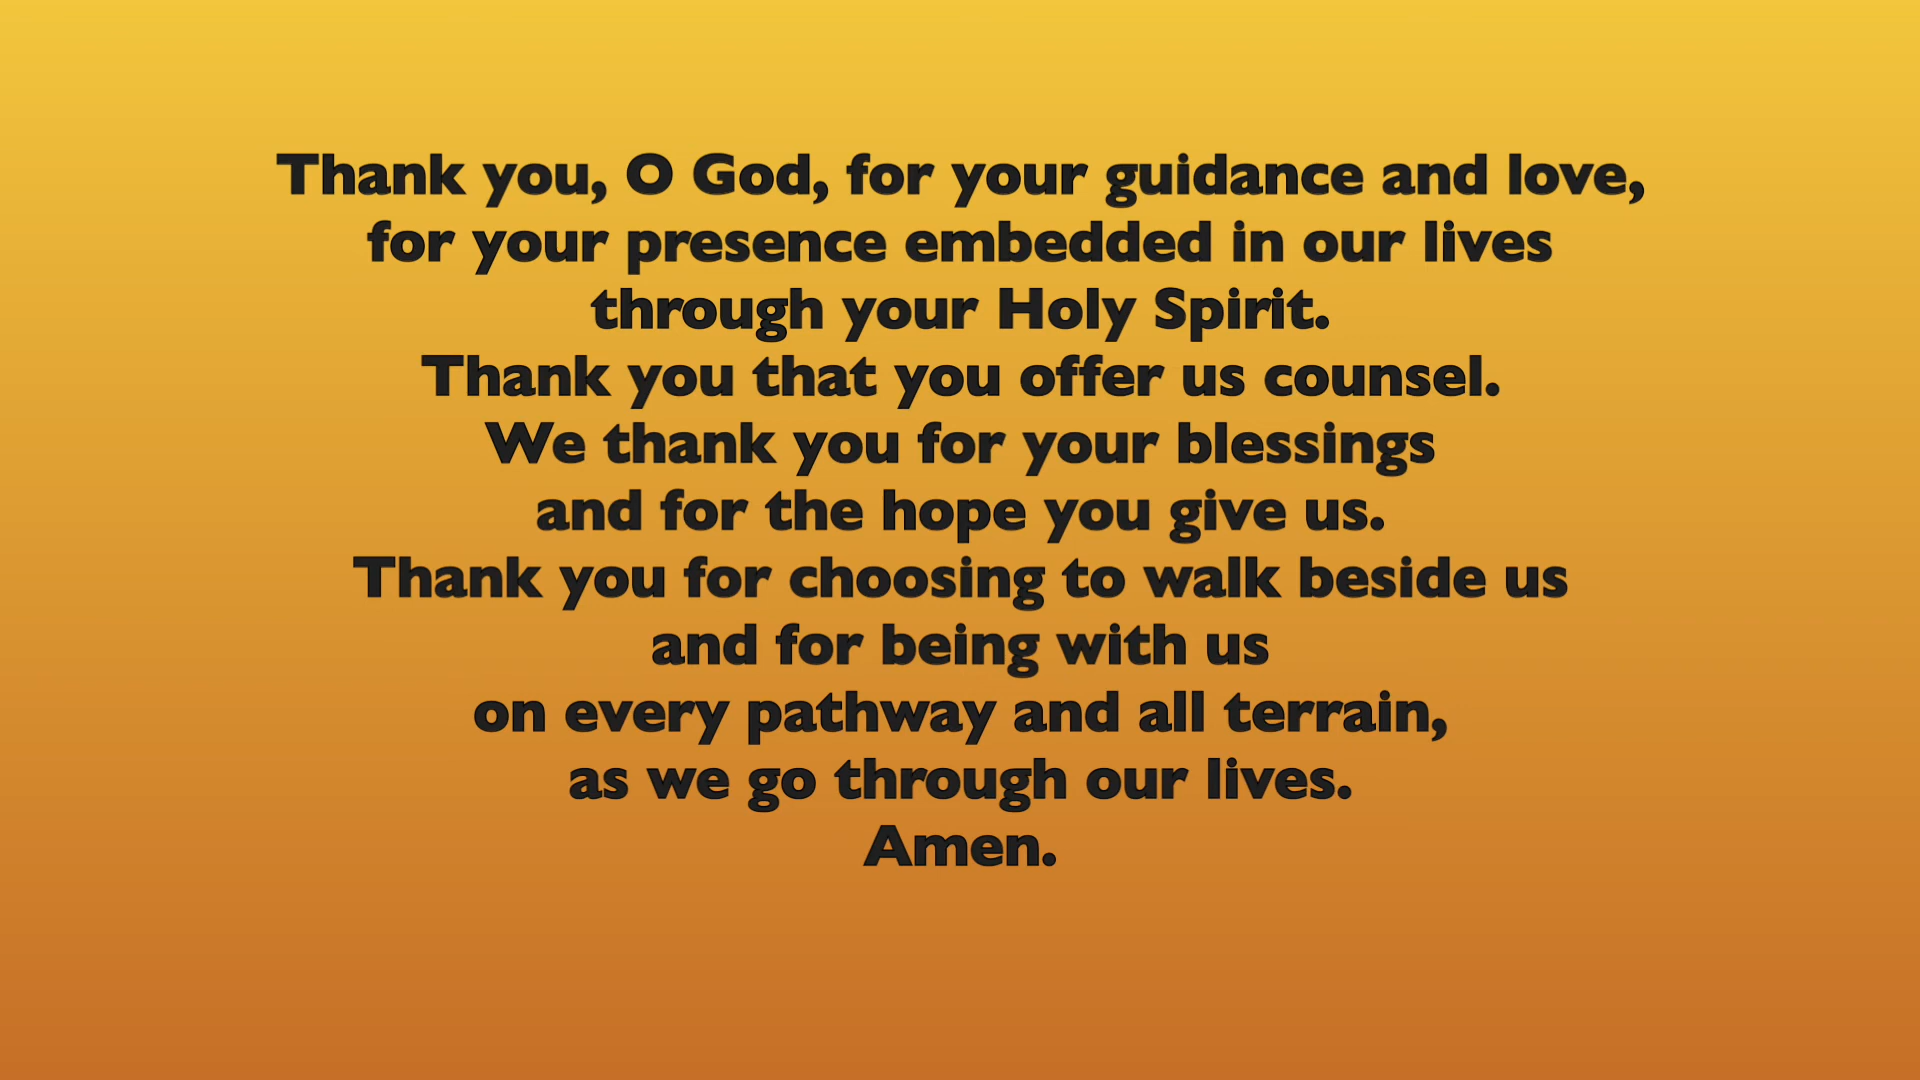 Thank you, O God, for your guidance and love,
for your presence embedded in our lives
through your Holy Spirit.
Thank you that you offer us counsel.
We thank you for your blessings
and for the hope you give us.
Thank you for choosing to walk beside us
and for being with us
on every pathway and all terrain,
as we go through our lives.
Amen.